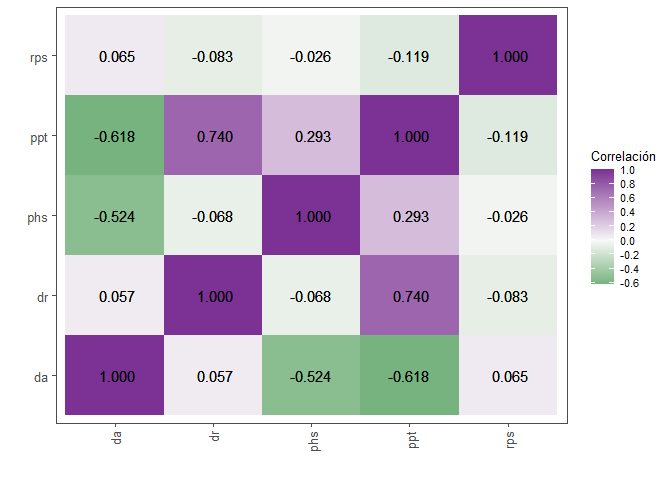 rps 0.065 -0.083 -0.026 -0.119 1.000
ppt -0.618 0.740 0.293 1.000 -0.119
phs -0.524 -0.068 1.000 0.293 -0.026
dr 0.057 1.000 -0.068 0.740 -0.083
da 1.000 0.057 -0.524 -0.618 0.065
da dr phs ppt rps
Correlación
1.0
0.8
0.6
0.4
0.2
0.0
-0.2
-0.4
-0.6